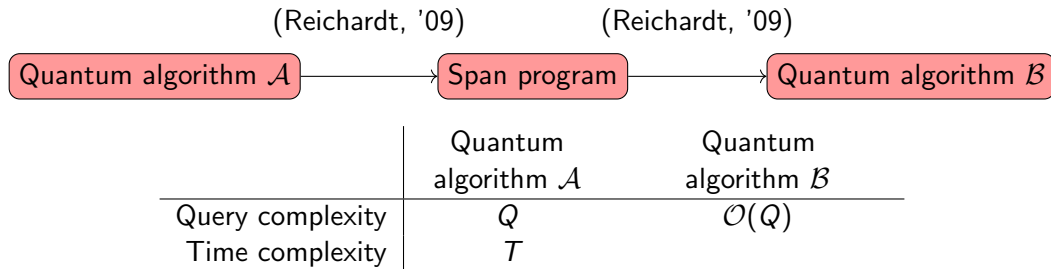 (Reichardt, '09) (Reichardt, '09)
Quantum algorithm 𝒜 Span program Quantum algorithm ℬ
Quantum Quantum
algorithm 𝒜 algorithm ℬ
Query complexity Q 𝒪(Q)
Time complexity T